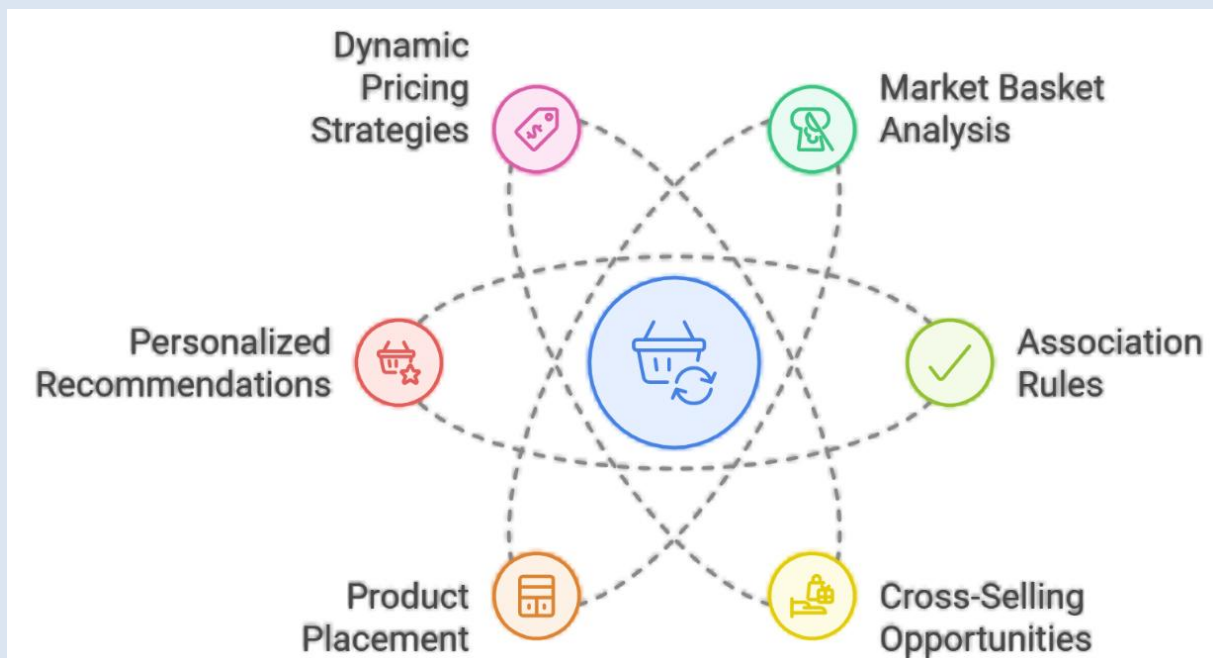 Dynamic
Pricing
Strategies
Market Basket
Analysis
Personalized
Recommendations
Association
Rules
Product
Placement
Cross-Selling
Opportunities